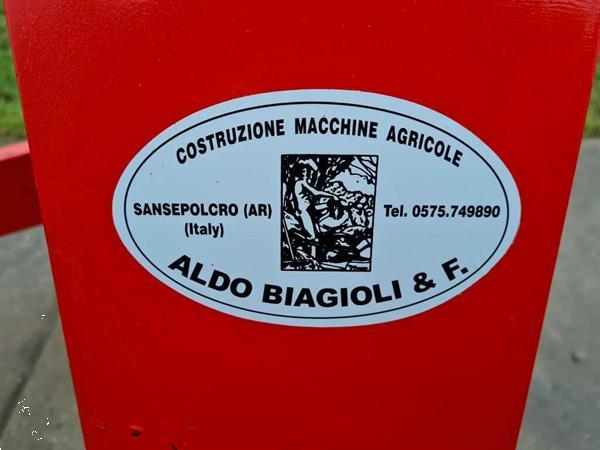 COSTRUZIONE MACCHINE AGRICOLE
SANSEPOLCRO (AR)
(Italy)
Tel. 0575.749890
ALDO BIAGIOLI & F.